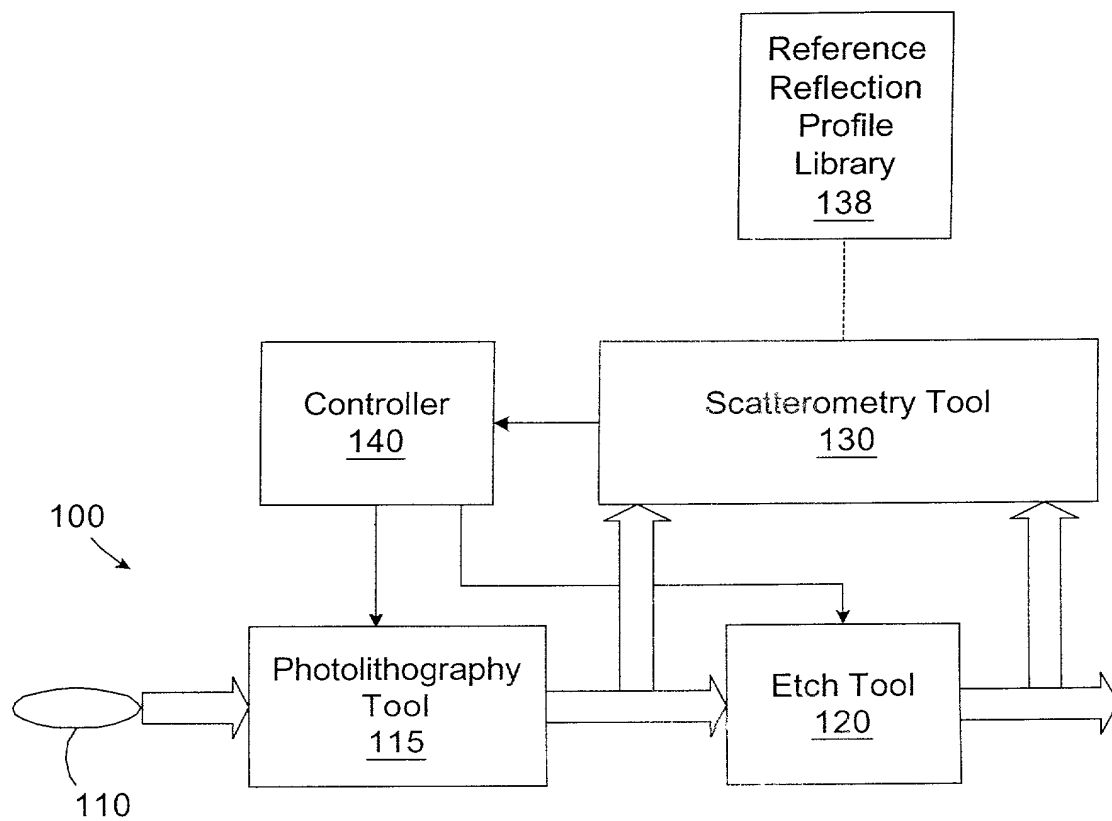 Reference
Reflection
Profile
Library
138
Controller
140
Scatterometry Tool
130
100
Photolithography
Tool
115
Etch Tool
120
110